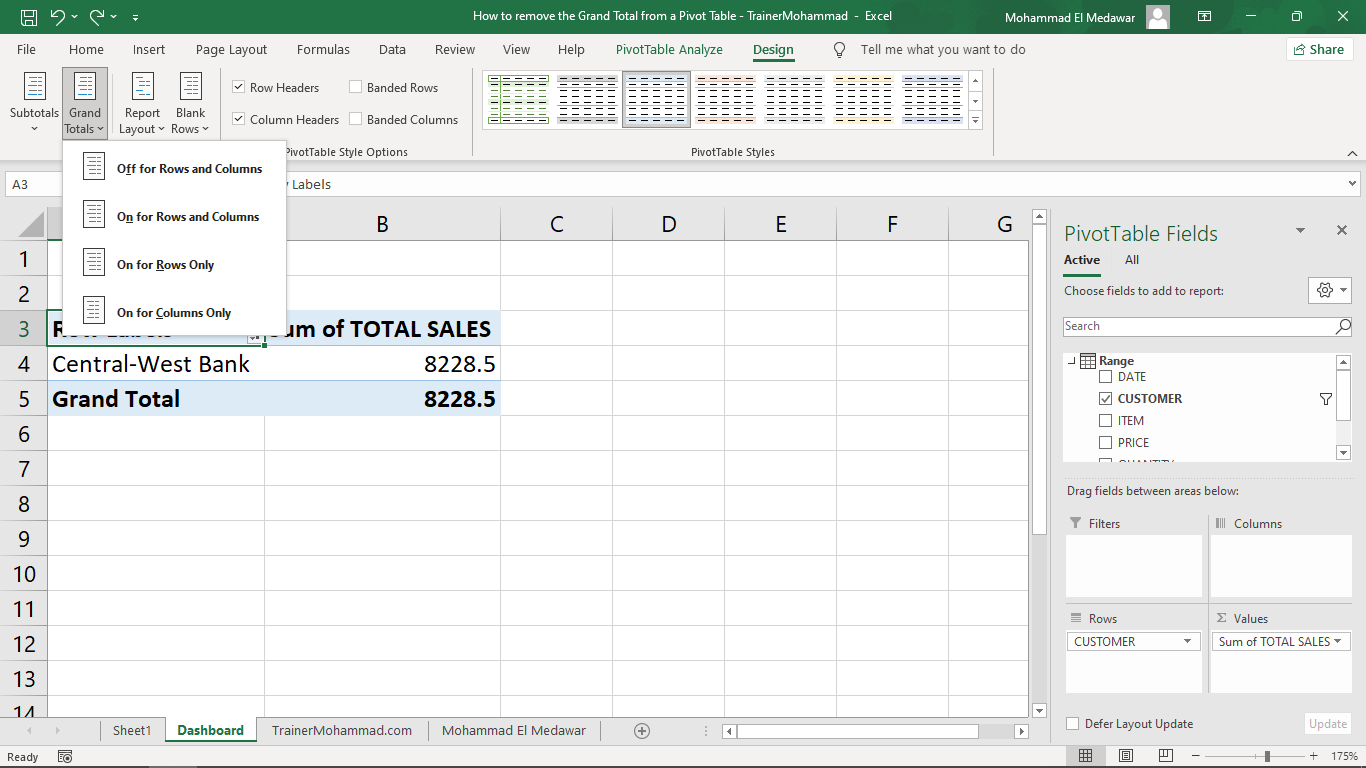 How to remove the Grand Total from a Pivot Table - TrainerMohammad - Excel
Mohammad El Medawar
File Home Insert Page Layout Formulas Data Review View Help PivotTable Analyze Design Tell me what you want to do Share
Subtotals
Grand Totals
Report Layout
Blank Rows
Row Headers
Banded Rows
Column Headers
Banded Columns
PivotTable Style Options
PivotTable Styles
Off for Rows and Columns
On for Rows and Columns
On for Rows Only
On for Columns Only
A3
Labels
B C D E F G
1
2
3 Sum of TOTAL SALES
4 Central-West Bank 8228.5
5 Grand Total 8228.5
6
7
8
9
10
11
12
13
14
PivotTable Fields
Active All
Choose fields to add to report:
Search
Range
DATE
CUSTOMER
ITEM
PRICE
QUANTITY
Drag fields between areas below:
Filters
Columns
Rows
Values
CUSTOMER
Sum of TOTAL SALES
Defer Layout Update
Update
Sheet1 Dashboard TrainerMohammad.com Mohammad El Medawar
Ready
175%